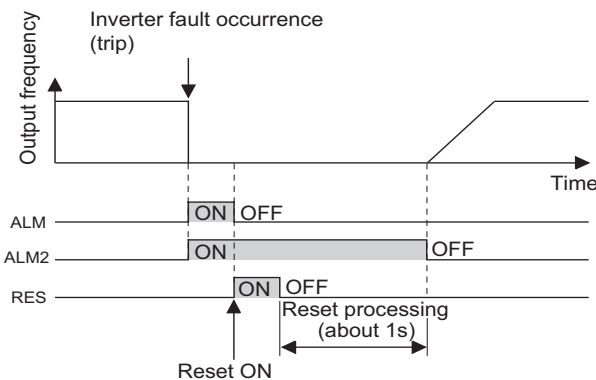 Inverter fault occurrence
(trip)
Output frequency
Time
ALM
ON
OFF
ALM2
ON
OFF
RES
ON
OFF
Reset processing
(about 1s)
Reset ON